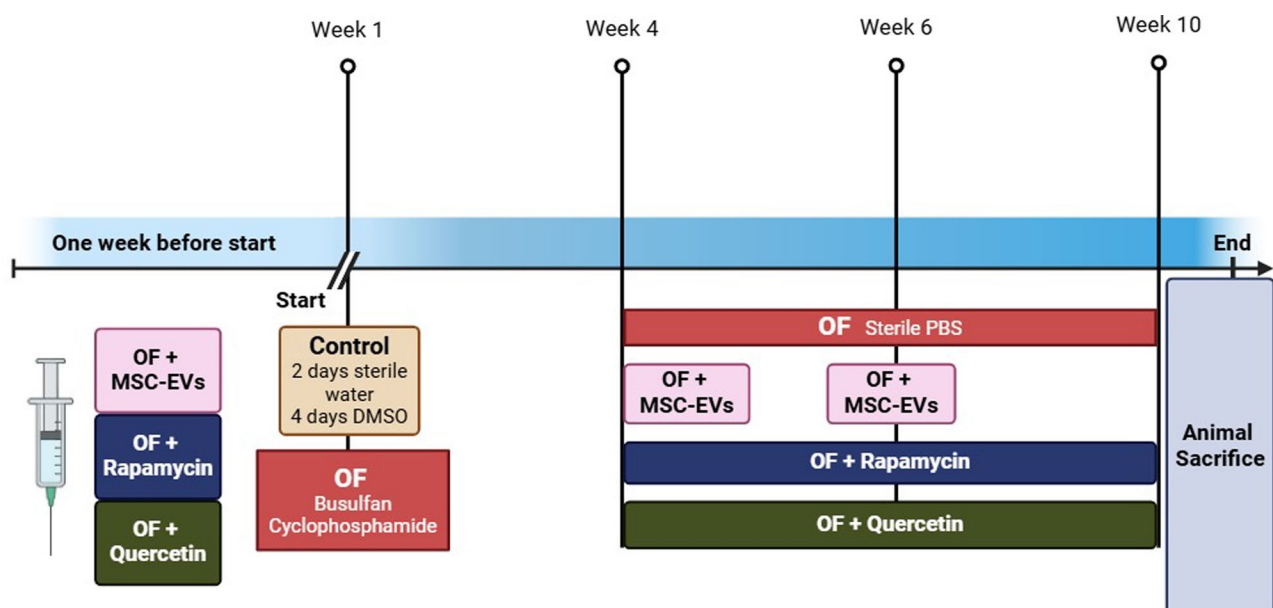 Week 1
Week 4
Week 6
Week 10
One week before start
End
Start
OF +
MSC-EVs
OF +
Rapamycin
OF +
Quercetin
Control
2 days sterile
water
4 days DMSO
OF
Busulfan
Cyclophosphamide
OF Sterile PBS
OF +
MSC-EVs
OF +
MSC-EVs
OF + Rapamycin
OF + Quercetin
Animal
Sacrifice